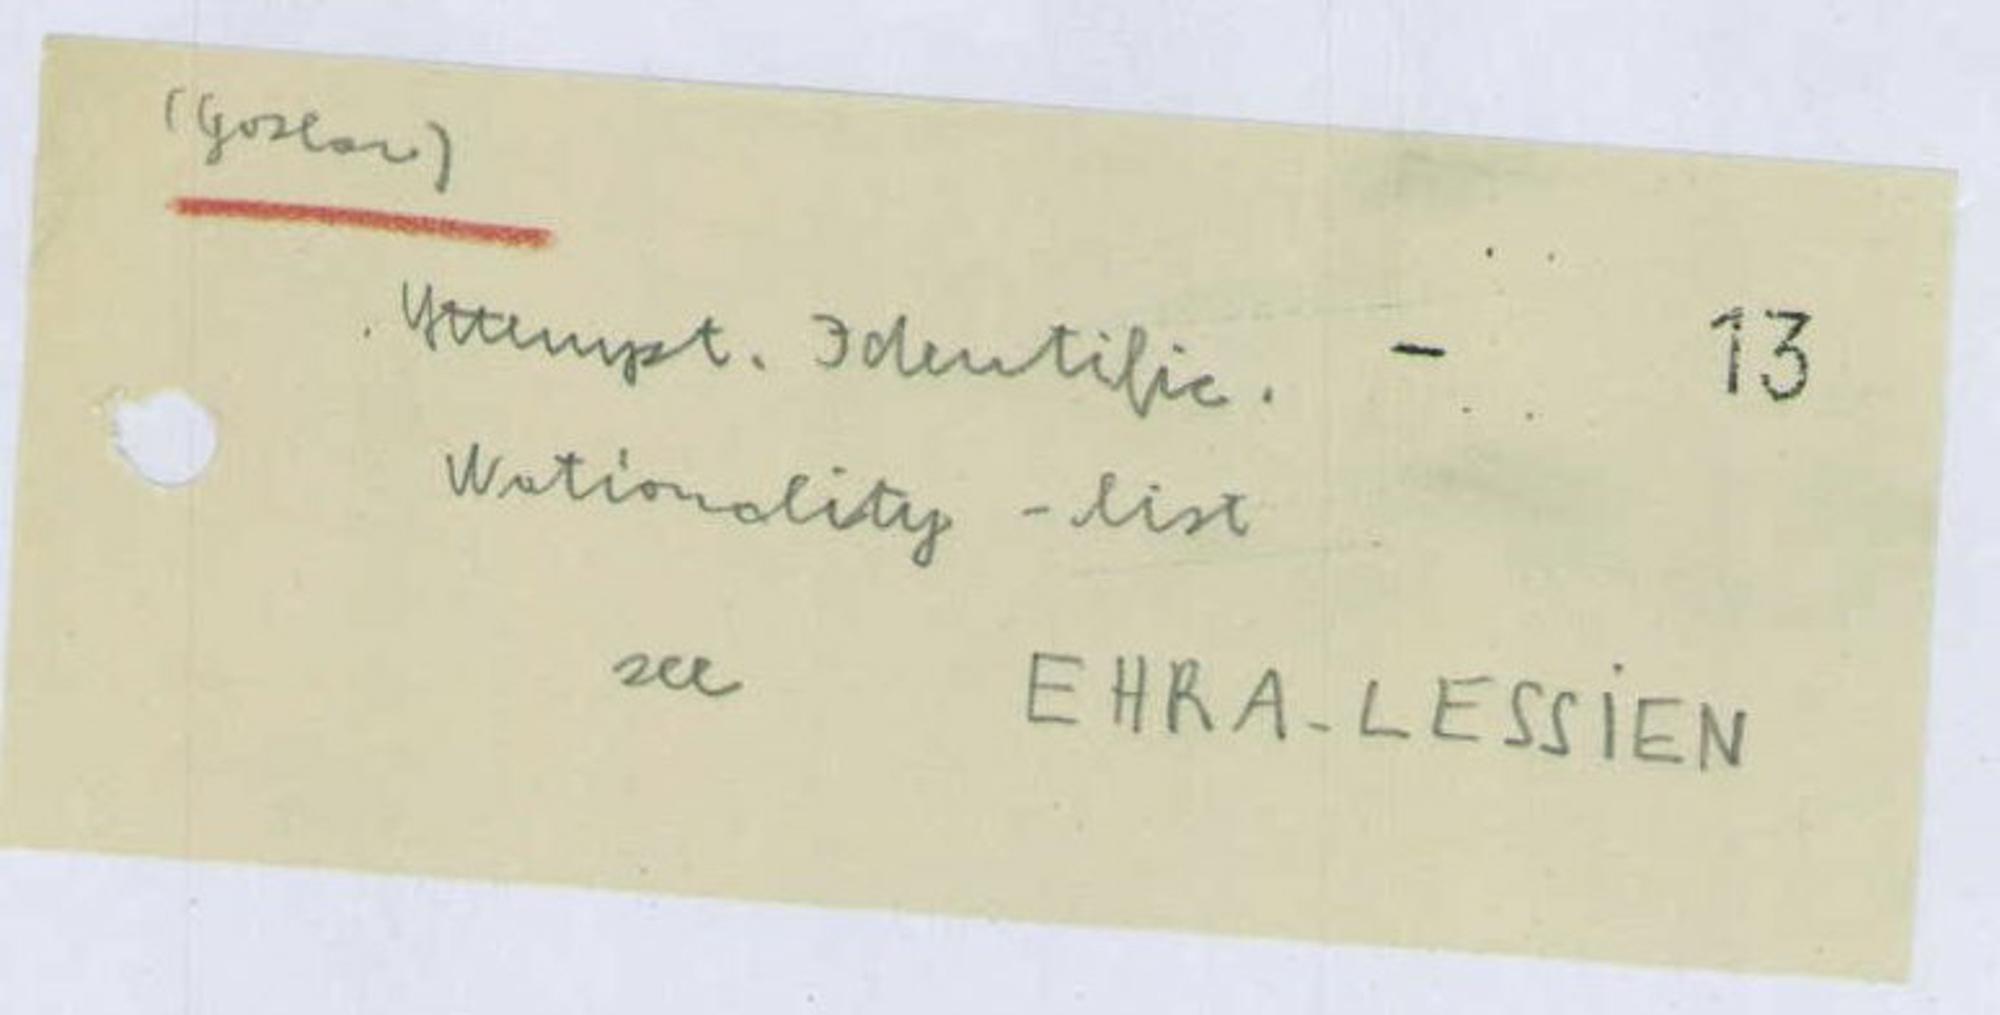 (Goslar)
Attempt. Identific. - 13
Nationality - list
see EHRA-LESSIEN